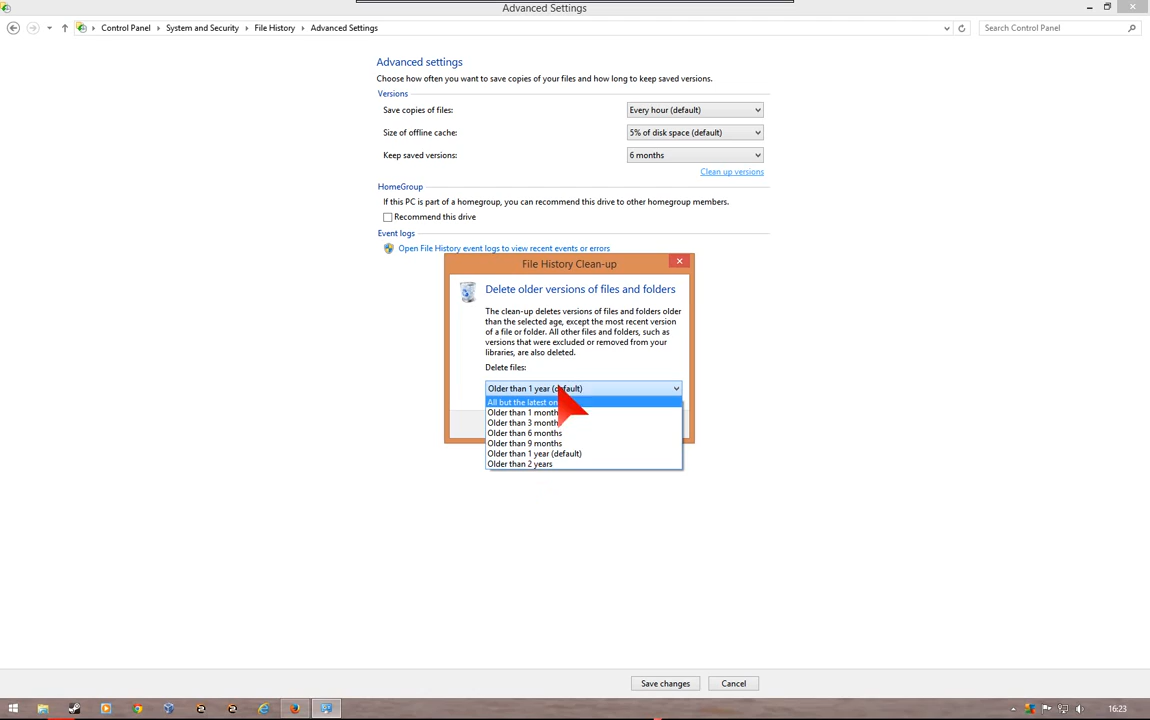 Advanced Settings
Control Panel
System and Security
File History
Advanced Settings
Search Control Panel
Advanced settings
Choose how often you want to save copies of your files and how long to keep saved versions.
Versions
Save copies of files:
Every hour (default)
Size of offline cache:
5% of disk space (default)
Keep saved versions:
6 months
Clean up versions
HomeGroup
If this PC is part of a homegroup, you can recommend this drive to other homegroup members.
Recommend this drive
Event logs
Open File History event logs to view recent events or errors
File History Clean-up
Delete older versions of files and folders
The clean-up deletes versions of files and folders older
than the selected age, except the most recent version
of a file or folder. All other files and folders, such as
versions that were excluded or removed from your
libraries, are also deleted.
Delete files:
Older than 1 year
All but the latest
Older than 1 month
Older than 3 months
Older than 6 months
Older than 9 months
Older than 1 year (default)
Older than 2 years
Save changes
Cancel
16:23